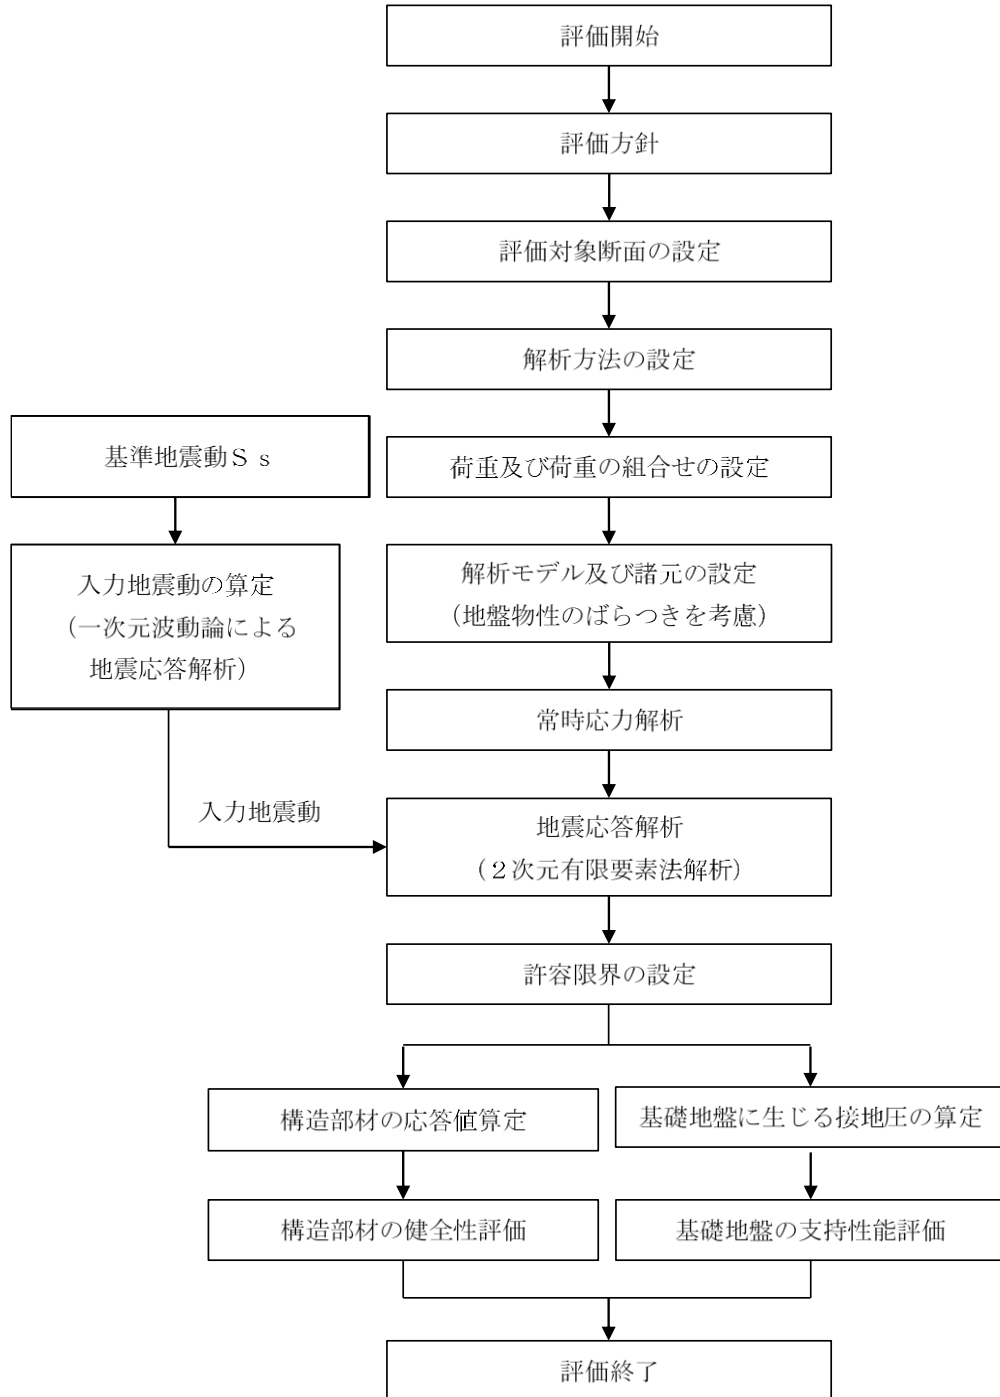 評価開始
評価方針
評価対象断面の設定
解析方法の設定
基準地震動Ｓｓ
荷重及び荷重の組合せの設定
入力地震動の算定
（一次元波動論による
地震応答解析）
解析モデル及び諸元の設定
（地盤物性のばらつきを考慮）
常時応力解析
入力地震動
地震応答解析
（２次元有限要素法解析）
許容限界の設定
構造部材の応答値算定
基礎地盤に生じる接地圧の算定
構造部材の健全性評価
基礎地盤の支持性能評価
評価終了